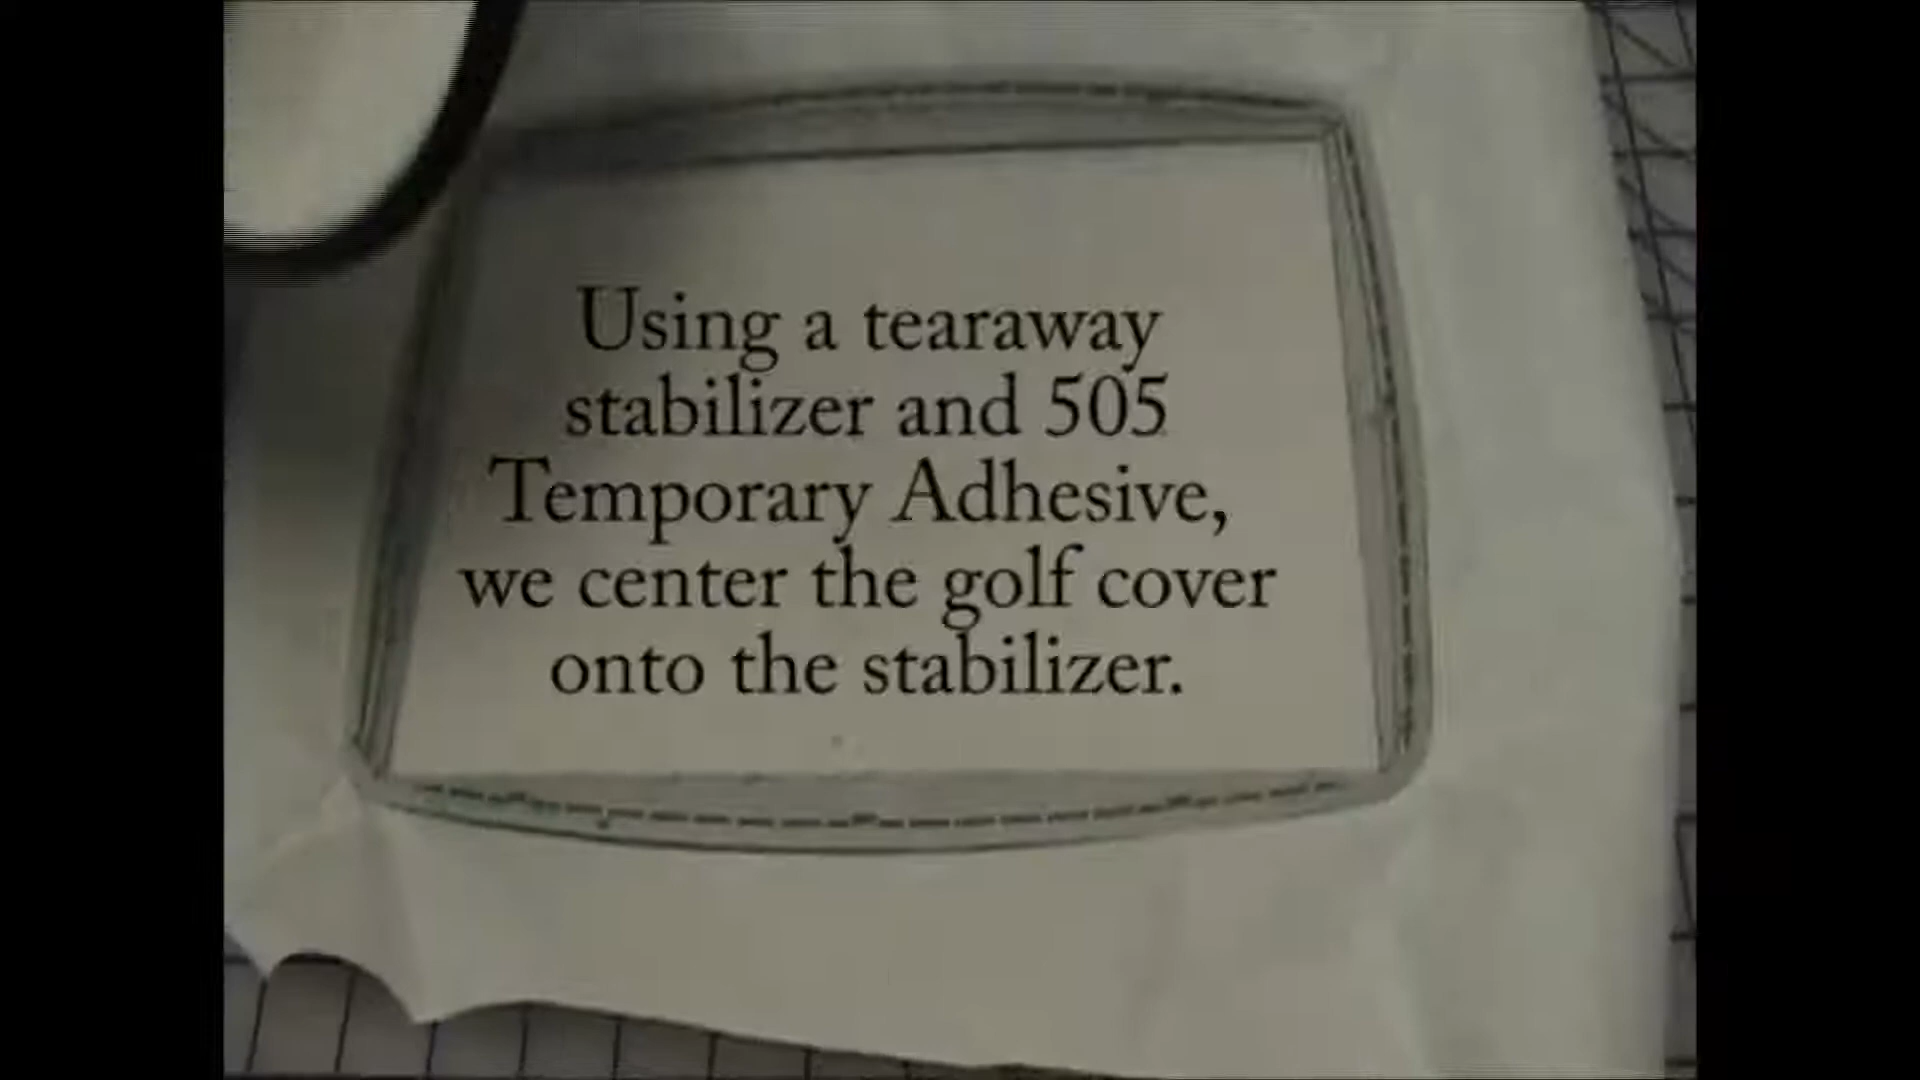 Using a tearaway
stabilizer and 505
Temporary Adhesive,
we center the golf cover
onto the stabilizer.